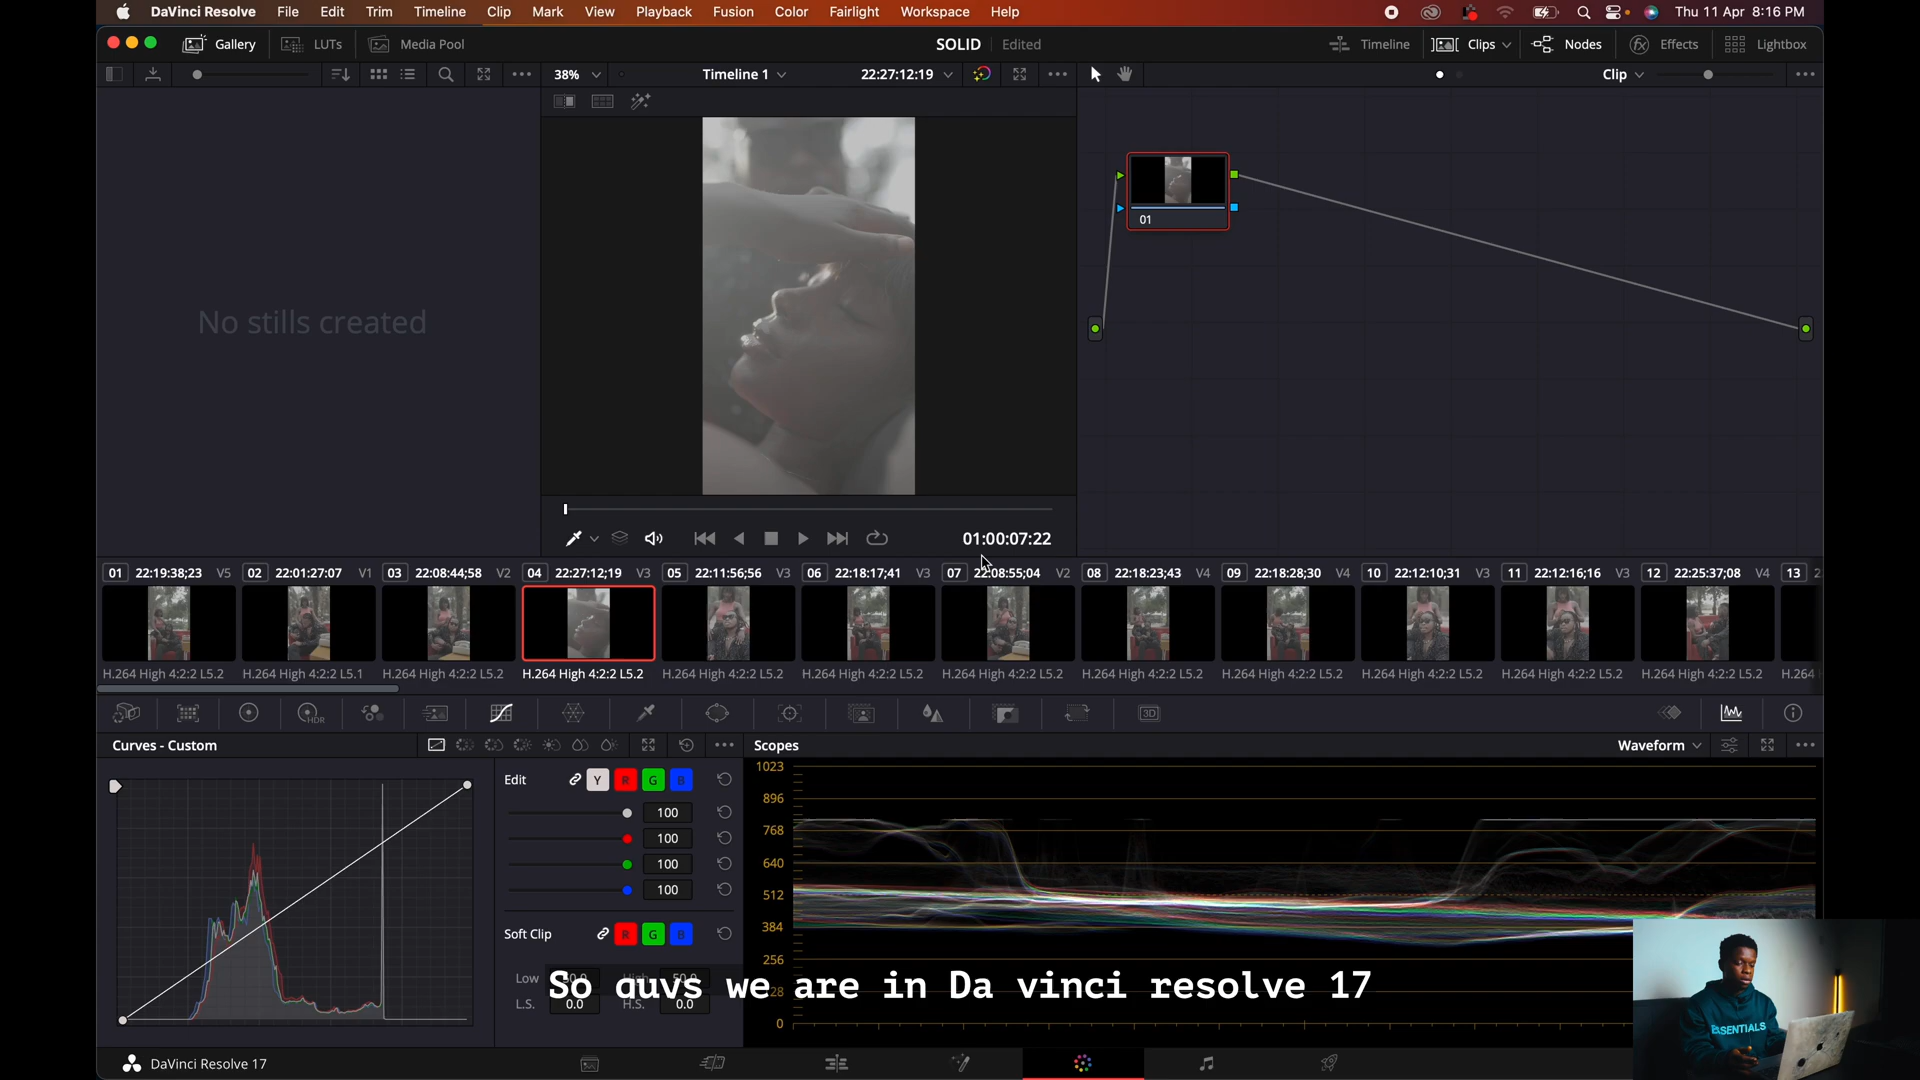 DaVinci Resolve File Edit Trim Timeline Clip Mark View Playback Fusion Color Fairlight Workspace Help Thu 11 Apr 8:16 PM
Gallery LUTs Media Pool SOLID Edited Timeline Clips Nodes Effects Lightbox
38% Timeline 1 22:27:12:19 Clip
01
No stills created
01:00:07:22
01 22:19:38;23 V5 02 22:01:27:07 V1 03 22:08:44;58 V2 04 22:27:12;19 V3 05 22:11:56;56 V3 06 22:18:17;41 V3 07 22:08:55;04 V2 08 22:18:23;43 V4 09 22:18:28;30 V4 10 22:12:10;31 V3 11 22:12:16;16 V3 12 22:25:37;08 V4 13 2
H.264 High 4:2:2 L5.2 H.264 High 4:2:2 L5.1 H.264 High 4:2:2 L5.2 H.264 High 4:2:2 L5.2 H.264 High 4:2:2 L5.2 H.264 High 4:2:2 L5.2 H.264 High 4:2:2 L5.2 H.264 High 4:2:2 L5.2 H.264 High 4:2:2 L5.2 H.264 High 4:2:2 L5.2 H.264 High 4:2:2 L5.2 H.264 High 4:2:2 L5.2 H.264
HDR 3D
Curves - Custom Scopes Waveform
1023
Edit Y R G B
896
100
768
100
640
100
512
100
384
Soft Clip R G B
256
Low 50.0 High 50.0
So guys we are in Da vinci resolve 17
128
L.S. 0.0 H.S. 0.0
0
ESSENTIALS
DaVinci Resolve 17